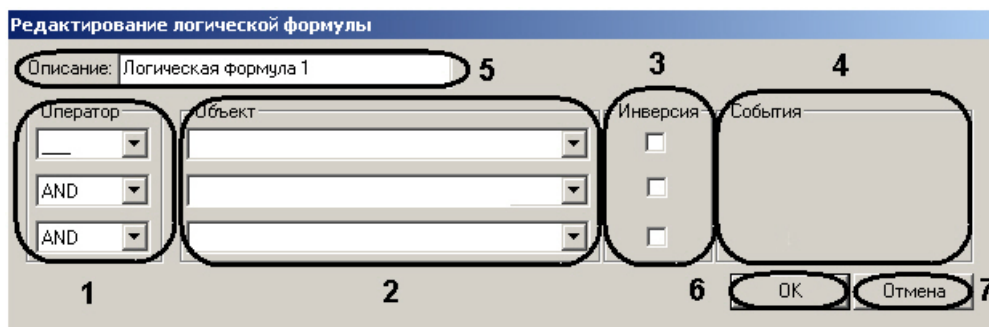 Редактирование логической формулы
Описание: Логическая формула 1 5 3 4
Оператор Объект Инверсия События
___
AND
AND
1 2 6 OK Отмена 7